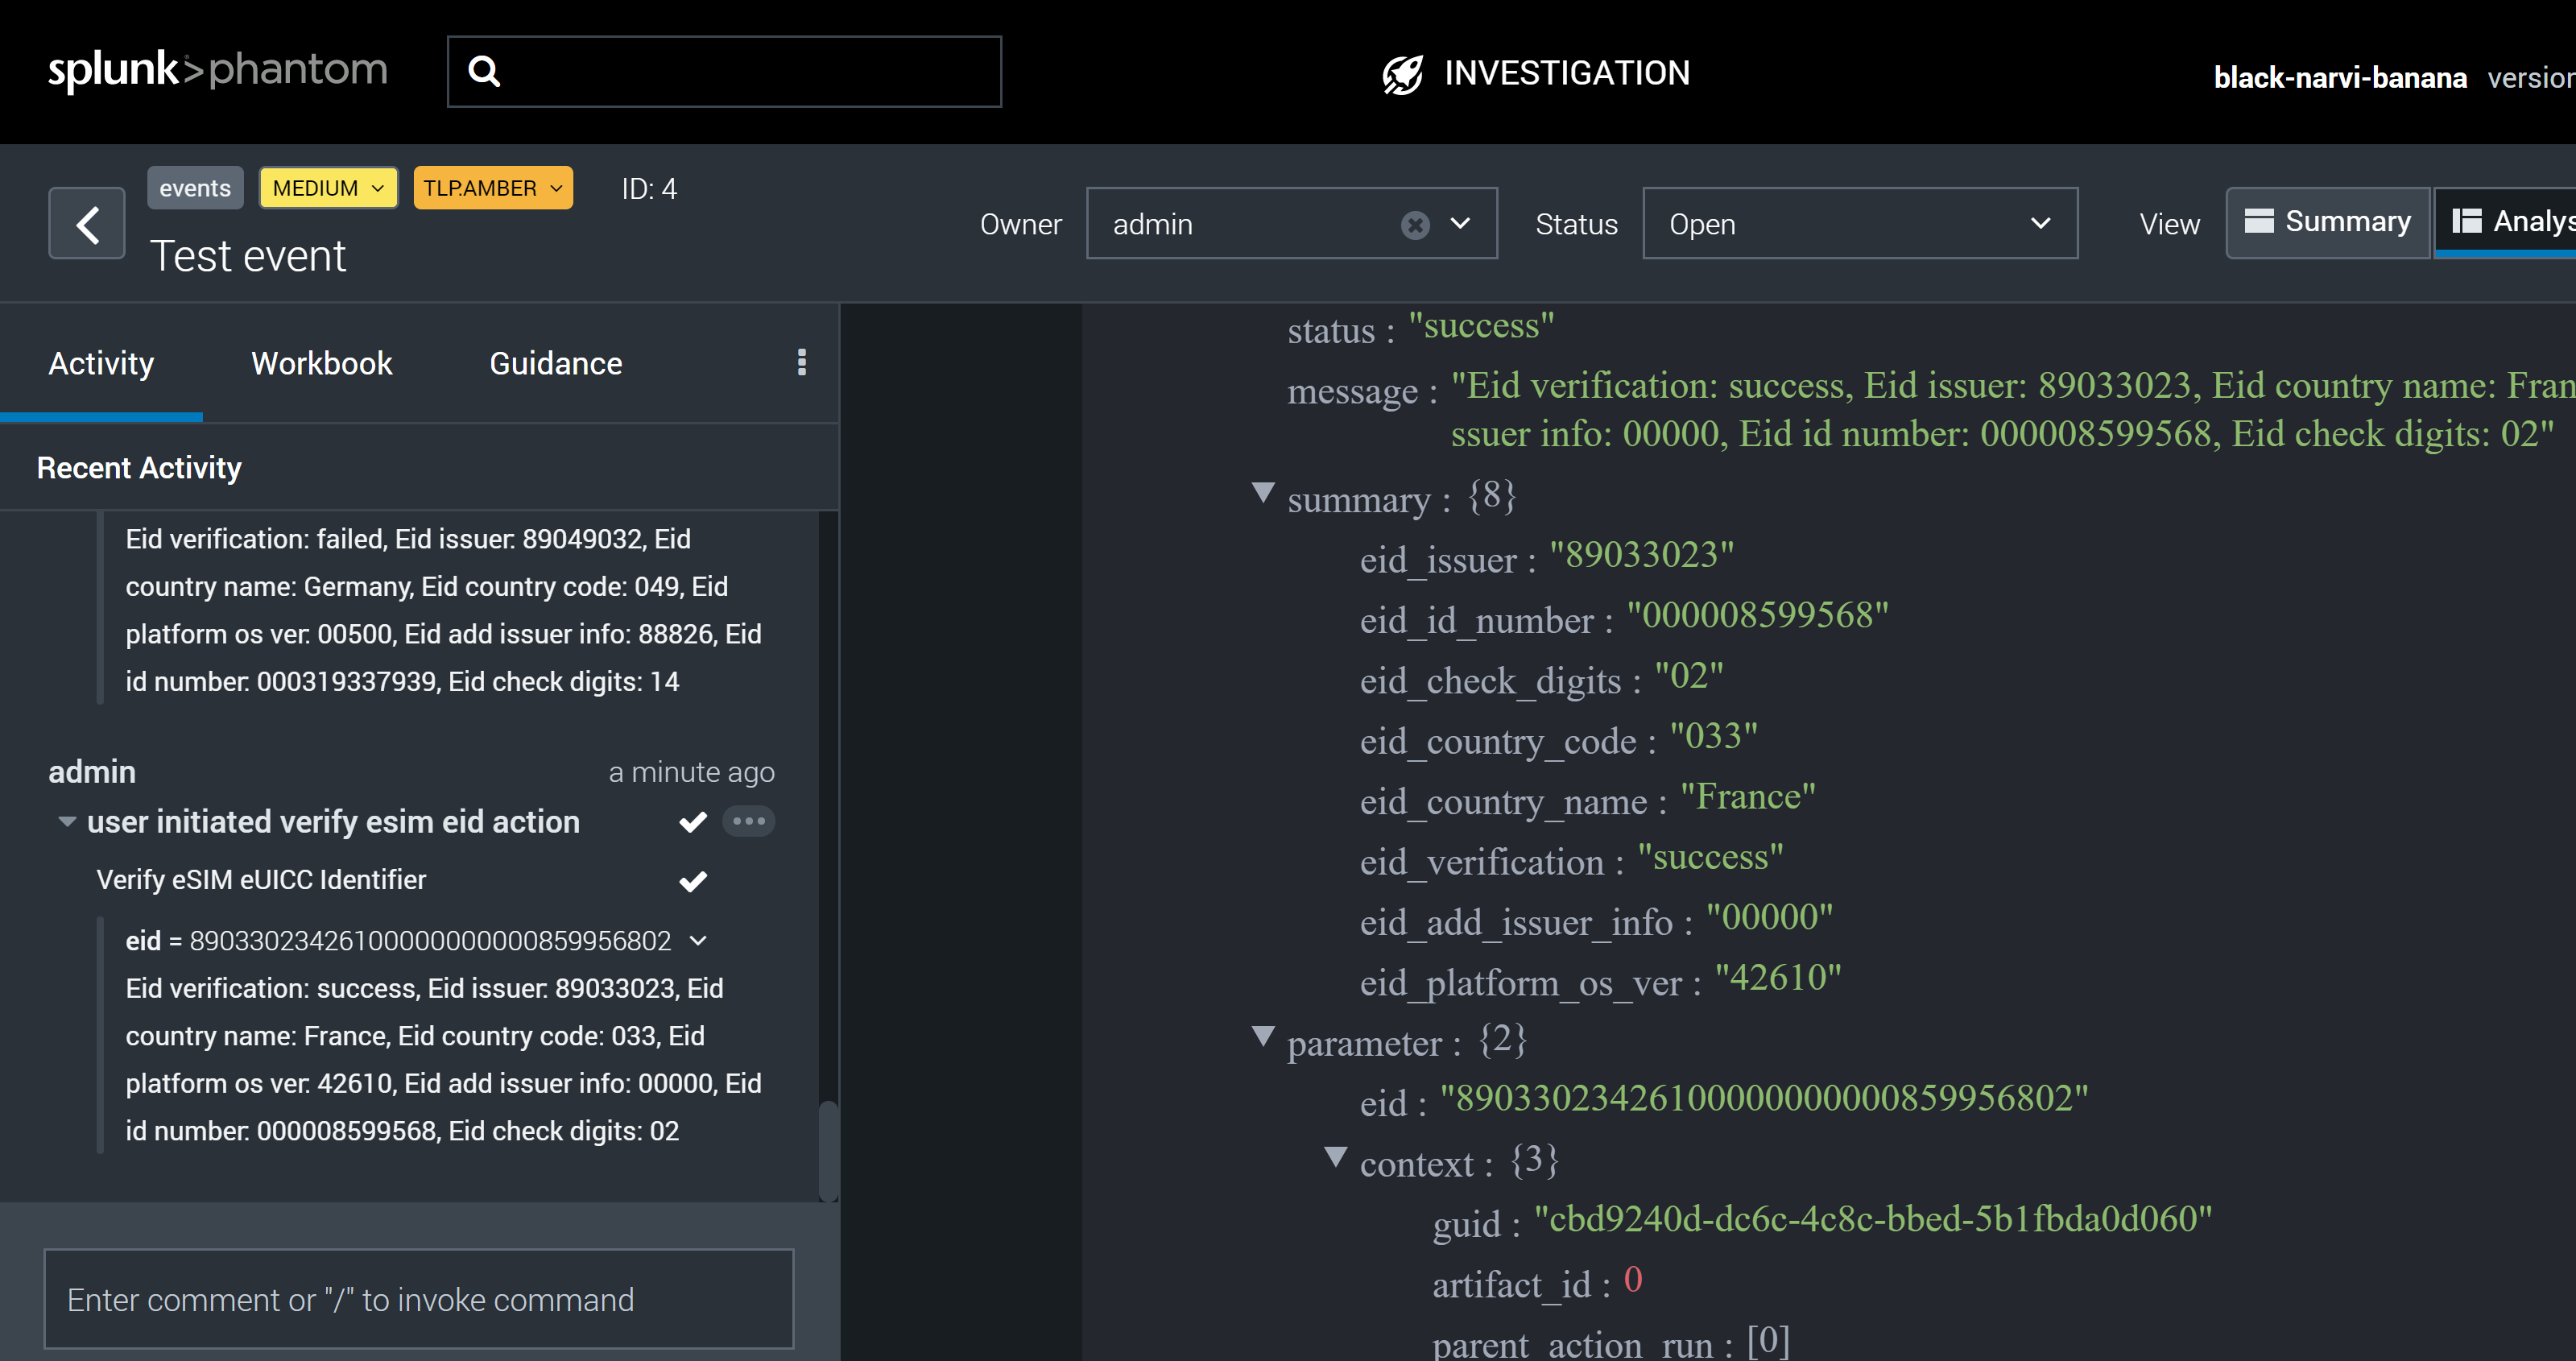 splunk>phantom
INVESTIGATION
black-narvi-banana
events MEDIUM TLP:AMBER ID: 4
Test event
Owner admin Status Open View Summary
Activity Workbook Guidance
Recent Activity
Eid verification: failed, Eid issuer: 89049032, Eid
country name: Germany, Eid country code: 049, Eid
platform os ver: 00500, Eid add issuer info: 88826, Eid
id number: 000319337939, Eid check digits: 14
admin a minute ago
user initiated verify esim eid action
Verify eSIM eUICC Identifier
eid = 89033023426100000000000859956802
Eid verification: success, Eid issuer: 89033023, Eid
country name: France, Eid country code: 033, Eid
platform os ver: 42610, Eid add issuer info: 00000, Eid
id number: 000008599568, Eid check digits: 02
Enter comment or "/" to invoke command
status : "success"
message : "Eid verification: success, Eid issuer: 89033023, Eid country name:
ssuer info: 00000, Eid id number: 000008599568, Eid check digits: 02"
summary : {8}
eid_issuer : "89033023"
eid_id_number : "000008599568"
eid_check_digits : "02"
eid_country_code : "033"
eid_country_name : "France"
eid_verification : "success"
eid_add_issuer_info : "00000"
eid_platform_os_ver : "42610"
parameter : {2}
eid : "89033023426100000000000859956802"
context : {3}
guid : "cbd9240d-dc6c-4c8c-bbed-5b1fbda0d060"
artifact_id : 0
parent_action_run : [0]